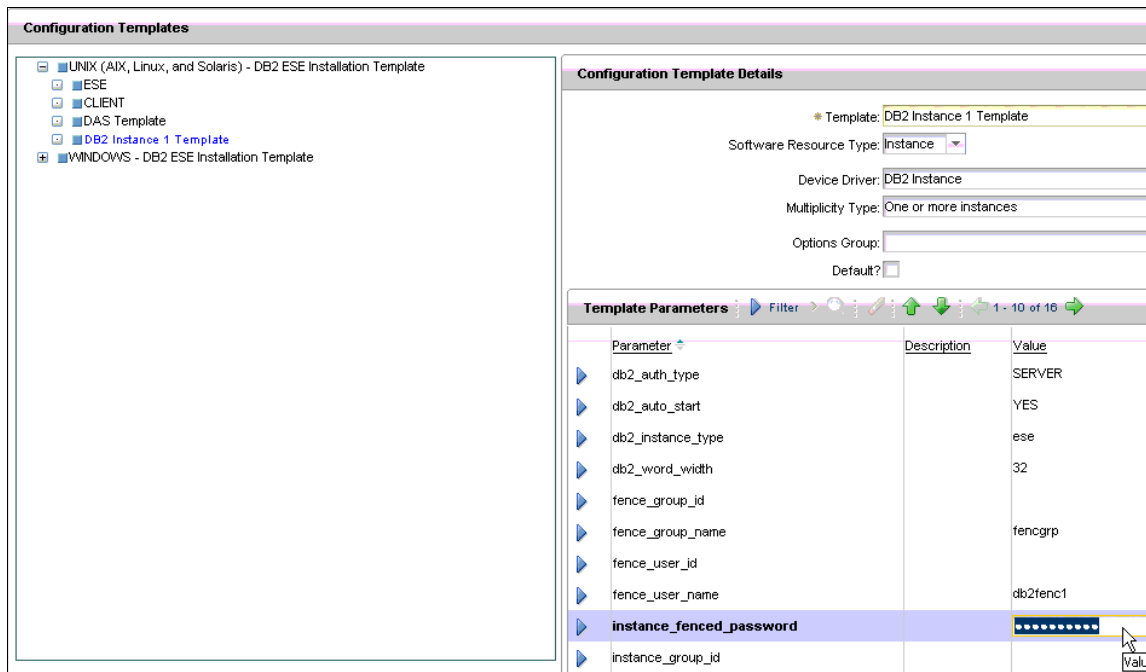 Configuration Templates
UNIX (AIX, Linux, and Solaris) - DB2 ESE Installation Template
ESE
CLIENT
DAS Template
DB2 Instance 1 Template
WINDOWS - DB2 ESE Installation Template
Configuration Template Details
Template: DB2 Instance 1 Template
Software Resource Type: Instance
Device Driver: DB2 Instance
Multiplicity Type: One or more instances
Options Group:
Default?
Template Parameters Filter 1 - 10 of 16
Parameter Description Value
db2_auth_type SERVER
db2_auto_start YES
db2_instance_type ese
db2_word_width 32
fence_group_id
fence_group_name fencgrp
fence_user_id
fence_user_name db2fenc1
instance_fenced_password ••••••••••
instance_group_id